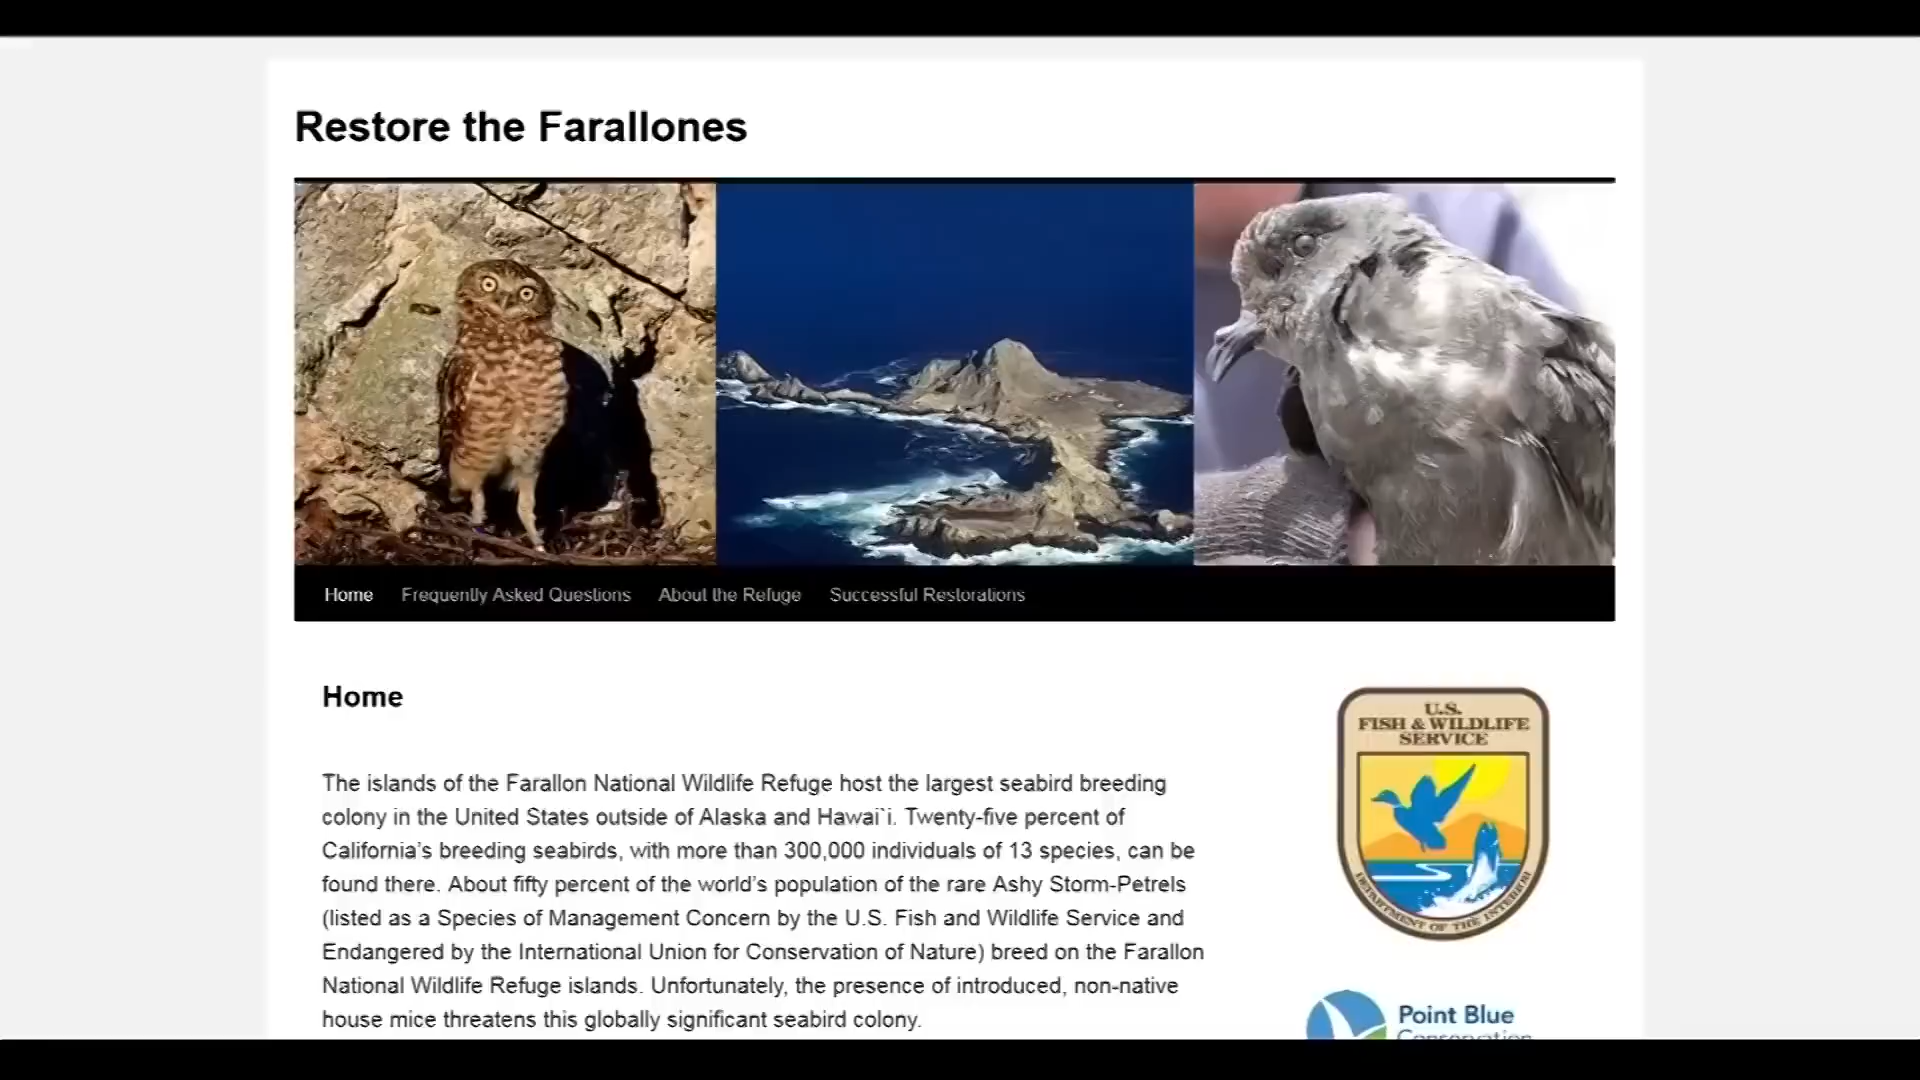 Restore the Farallones
Home Frequently Asked Questions About the Refuge Successful Restorations
Home
The islands of the Farallon National Wildlife Refuge host the largest seabird breeding
colony in the United States outside of Alaska and Hawai`i. Twenty-five percent of
California's breeding seabirds, with more than 300,000 individuals of 13 species, can be
found there. About fifty percent of the world's population of the rare Ashy Storm-Petrels
(listed as a Species of Management Concern by the U.S. Fish and Wildlife Service and
Endangered by the International Union for Conservation of Nature) breed on the Farallon
National Wildlife Refuge islands. Unfortunately, the presence of introduced, non-native
house mice threatens this globally significant seabird colony.
U.S.
FISH & WILDLIFE
SERVICE
DEPARTMENT OF THE INTERIOR
Point Blue
Conservation